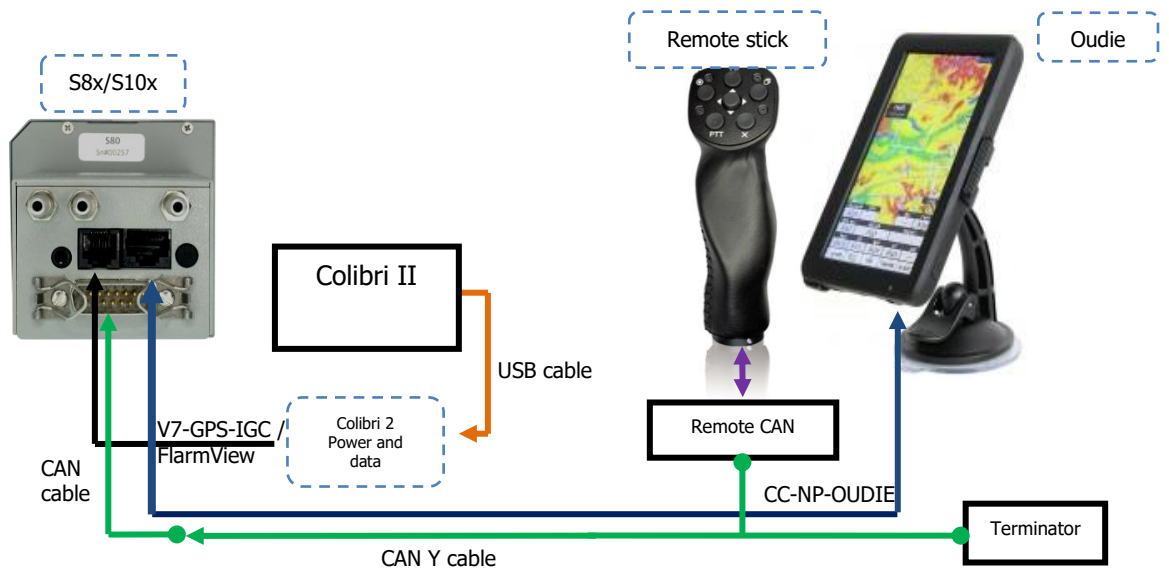 Remote stick
Oudie
S8x/S10x
S80
PTT
X
Colibri II
USB cable
V7-GPS-IGC /
FlarmView
Colibri 2
Power and
data
Remote CAN
CAN
cable
CC-NP-OUDIE
Terminator
CAN Y cable